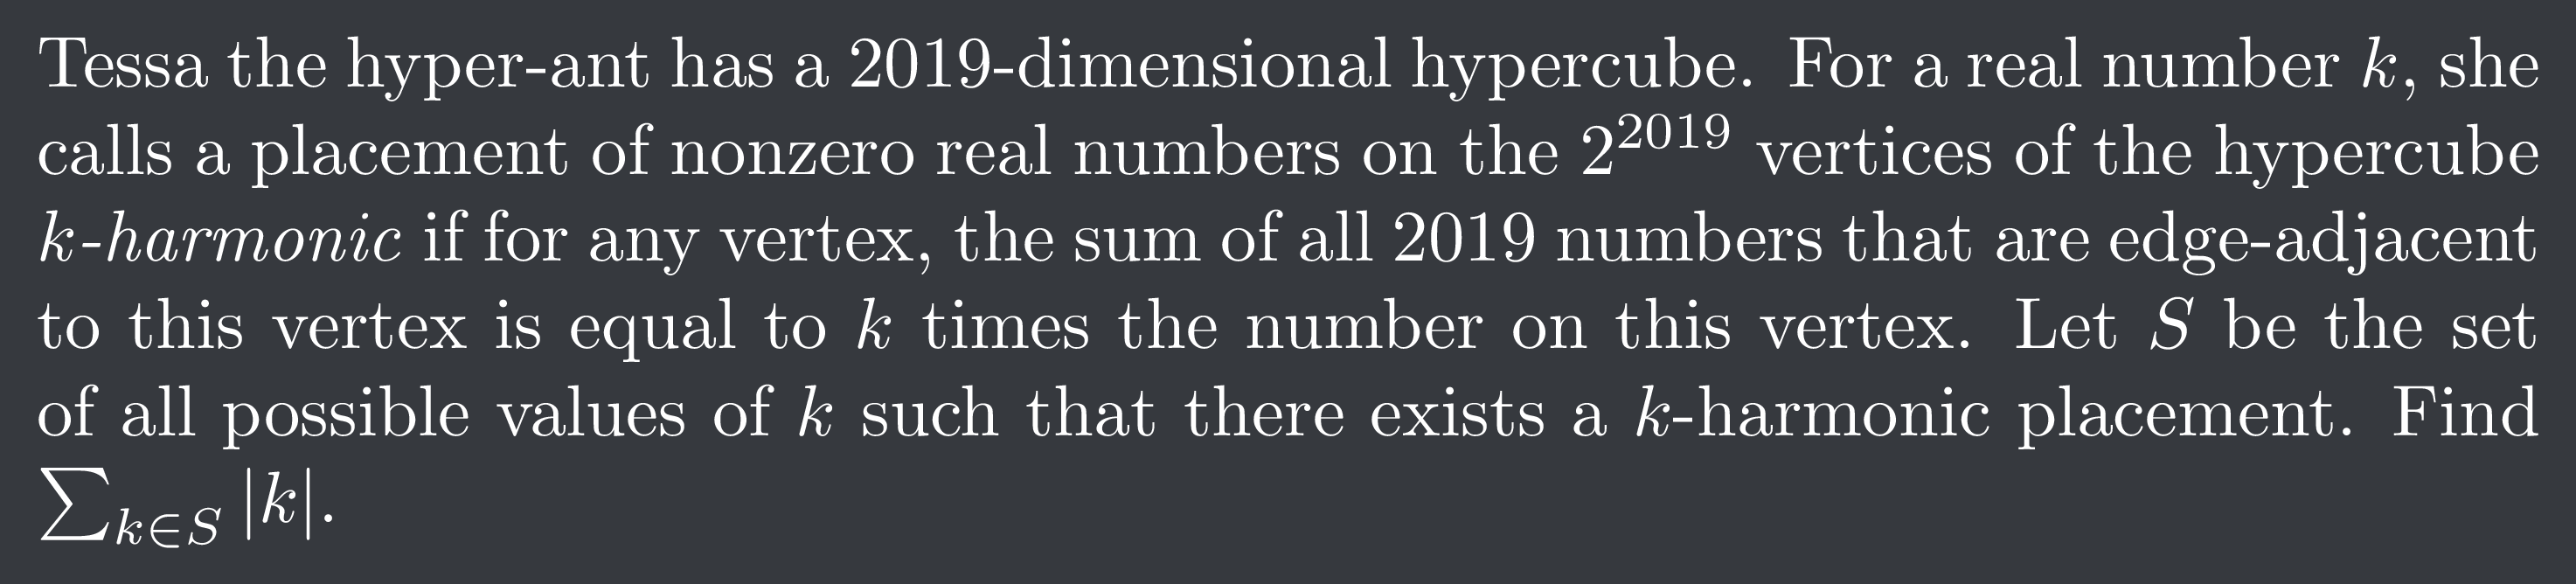 Tessa the hyper-ant has a 2019-dimensional hypercube. For a real number k, she
calls a placement of nonzero real numbers on the 2^{2019} vertices of the hypercube
k-harmonic if for any vertex, the sum of all 2019 numbers that are edge-adjacent
to this vertex is equal to k times the number on this vertex. Let S be the set
of all possible values of k such that there exists a k-harmonic placement. Find
∑_{k∈S} |k|.